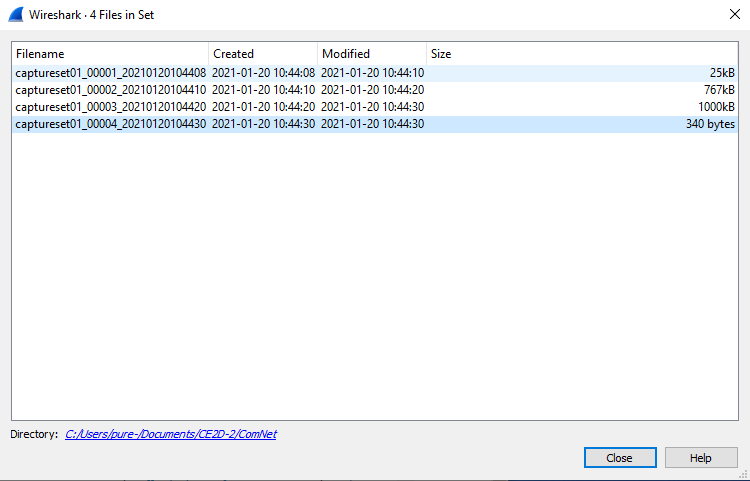 Wireshark · 4 Files in Set
Filename Created Modified Size
captureset01_00001_20210120104408 2021-01-20 10:44:08 2021-01-20 10:44:10 25kB
captureset01_00002_20210120104410 2021-01-20 10:44:10 2021-01-20 10:44:20 767kB
captureset01_00003_20210120104420 2021-01-20 10:44:20 2021-01-20 10:44:30 1000kB
captureset01_00004_20210120104430 2021-01-20 10:44:30 2021-01-20 10:44:30 340 bytes
Directory: C:/Users/pure-/Documents/CE2D-2/ComNet
Close Help